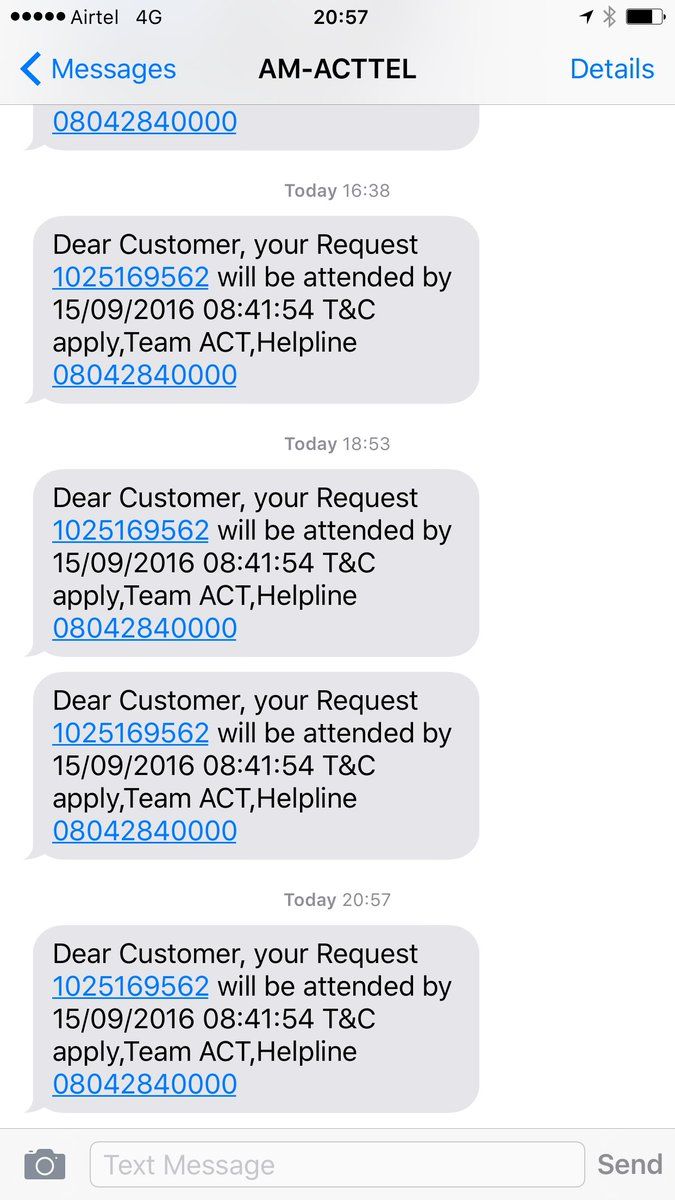 Airtel 4G 20:57
Messages AM-ACTTEL Details
08042840000
Today 16:38
Dear Customer, your Request
1025169562 will be attended by
15/09/2016 08:41:54 T&C
apply,Team ACT,Helpline
08042840000
Today 18:53
Dear Customer, your Request
1025169562 will be attended by
15/09/2016 08:41:54 T&C
apply,Team ACT,Helpline
08042840000
Dear Customer, your Request
1025169562 will be attended by
15/09/2016 08:41:54 T&C
apply,Team ACT,Helpline
08042840000
Today 20:57
Dear Customer, your Request
1025169562 will be attended by
15/09/2016 08:41:54 T&C
apply,Team ACT,Helpline
08042840000
Text Message Send